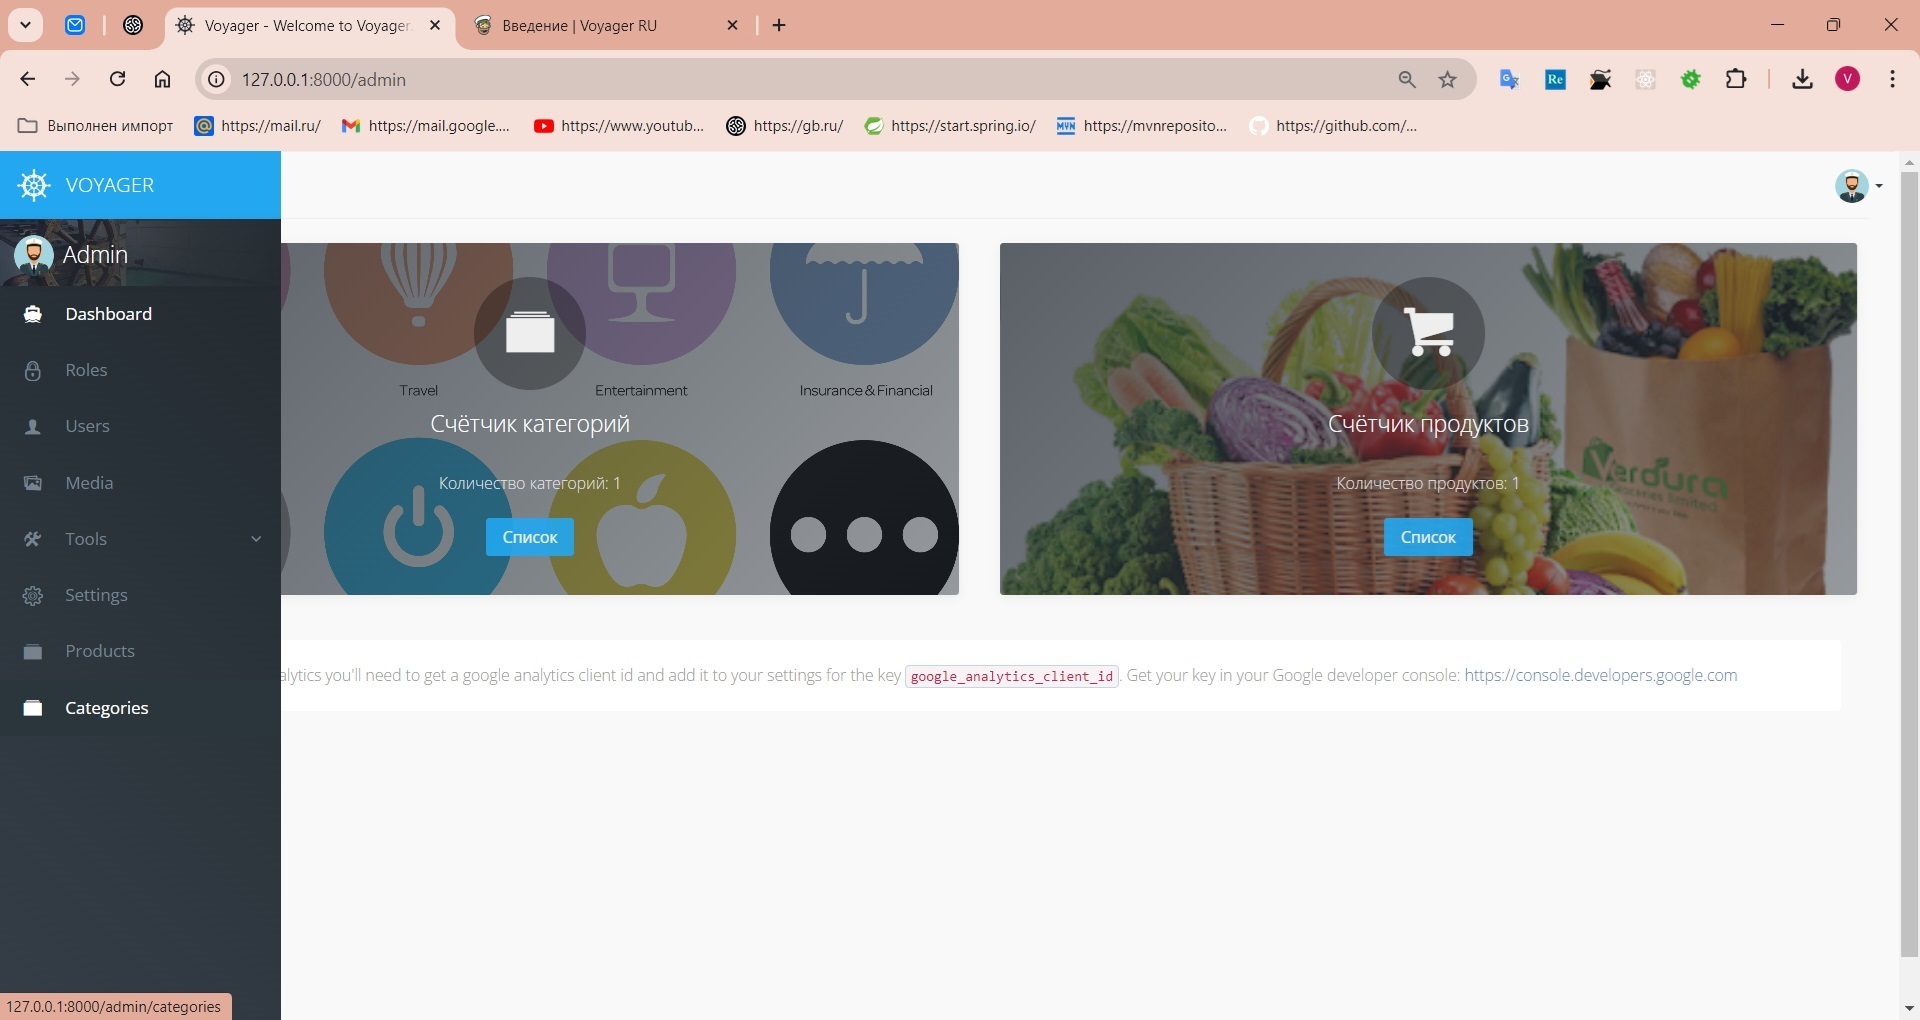 Voyager - Welcome to Voyager.
Введение | Voyager RU
127.0.0.1:8000/admin
Re
V
Выполнен импорт
https://mail.ru/
https://mail.google....
https://www.youtub...
https://gb.ru/
https://start.spring.io/
MVN
https://mvnreposito...
https://github.com/...
VOYAGER
Admin
Dashboard
Roles
Users
Media
Tools
Settings
Products
Categories
Travel
Entertainment
Insurance & Financial
Счётчик категорий
Количество категорий: 1
Список
Счётчик продуктов
Количество продуктов: 1
Список
Verdura
alytics you'll need to get a google analytics client id and add it to your settings for the key google_analytics_client_id. Get your key in your Google developer console: https://console.developers.google.com
127.0.0.1:8000/admin/categories